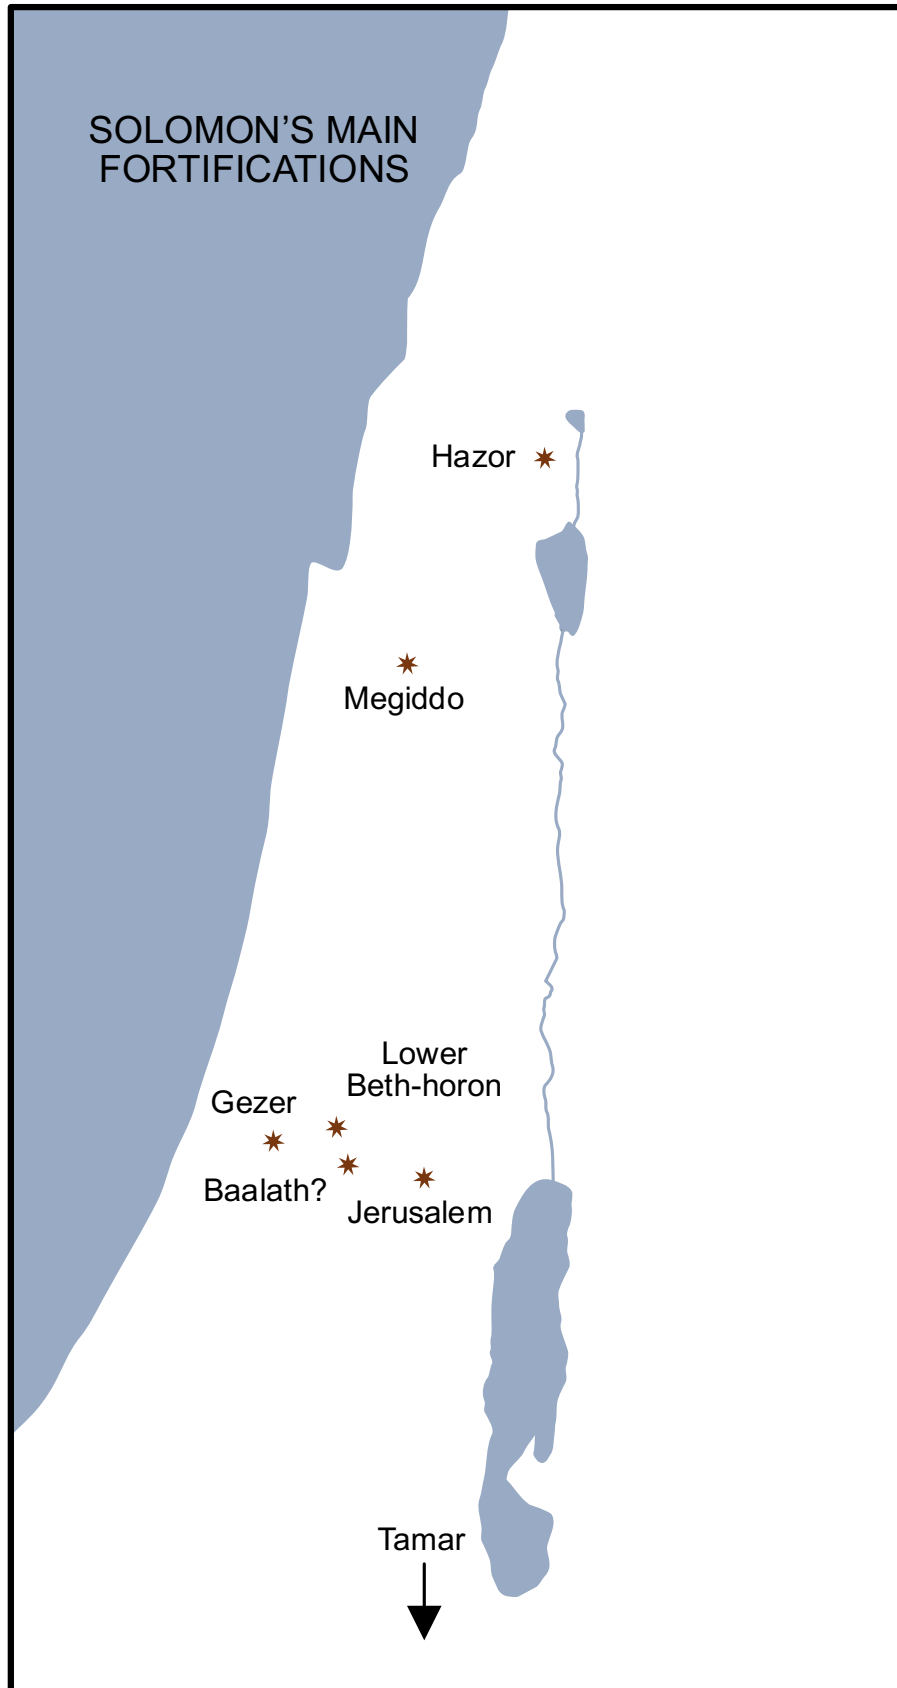 SOLOMON’S MAIN
FORTIFICATIONS
Hazor
Megiddo
Lower
Beth-horon
Gezer
Baalath?
Jerusalem
Tamar